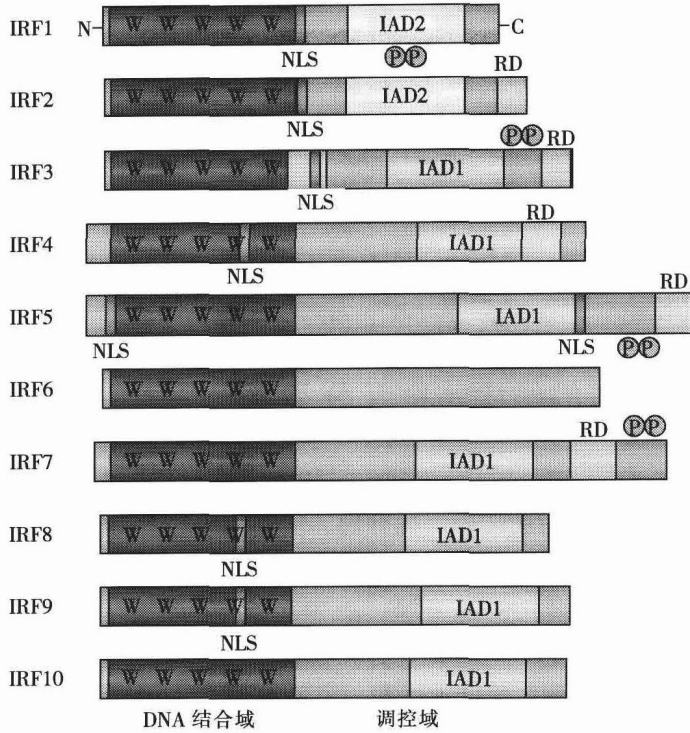 IRF1 N W W W W W IAD2 C
NLS P P RD
IRF2 W W W W W IAD2
NLS P P RD
IRF3 W W W W W IAD1
NLS RD
IRF4 W W W W W IAD1
NLS RD
IRF5 W W W W W IAD1
NLS NLS P P
IRF6 W W W W W
RD P P
IRF7 W W W W W IAD1
IRF8 W W W W W IAD1
NLS
IRF9 W W W W W IAD1
NLS
IRF10 W W W W W IAD1
DNA 结合域 调控域